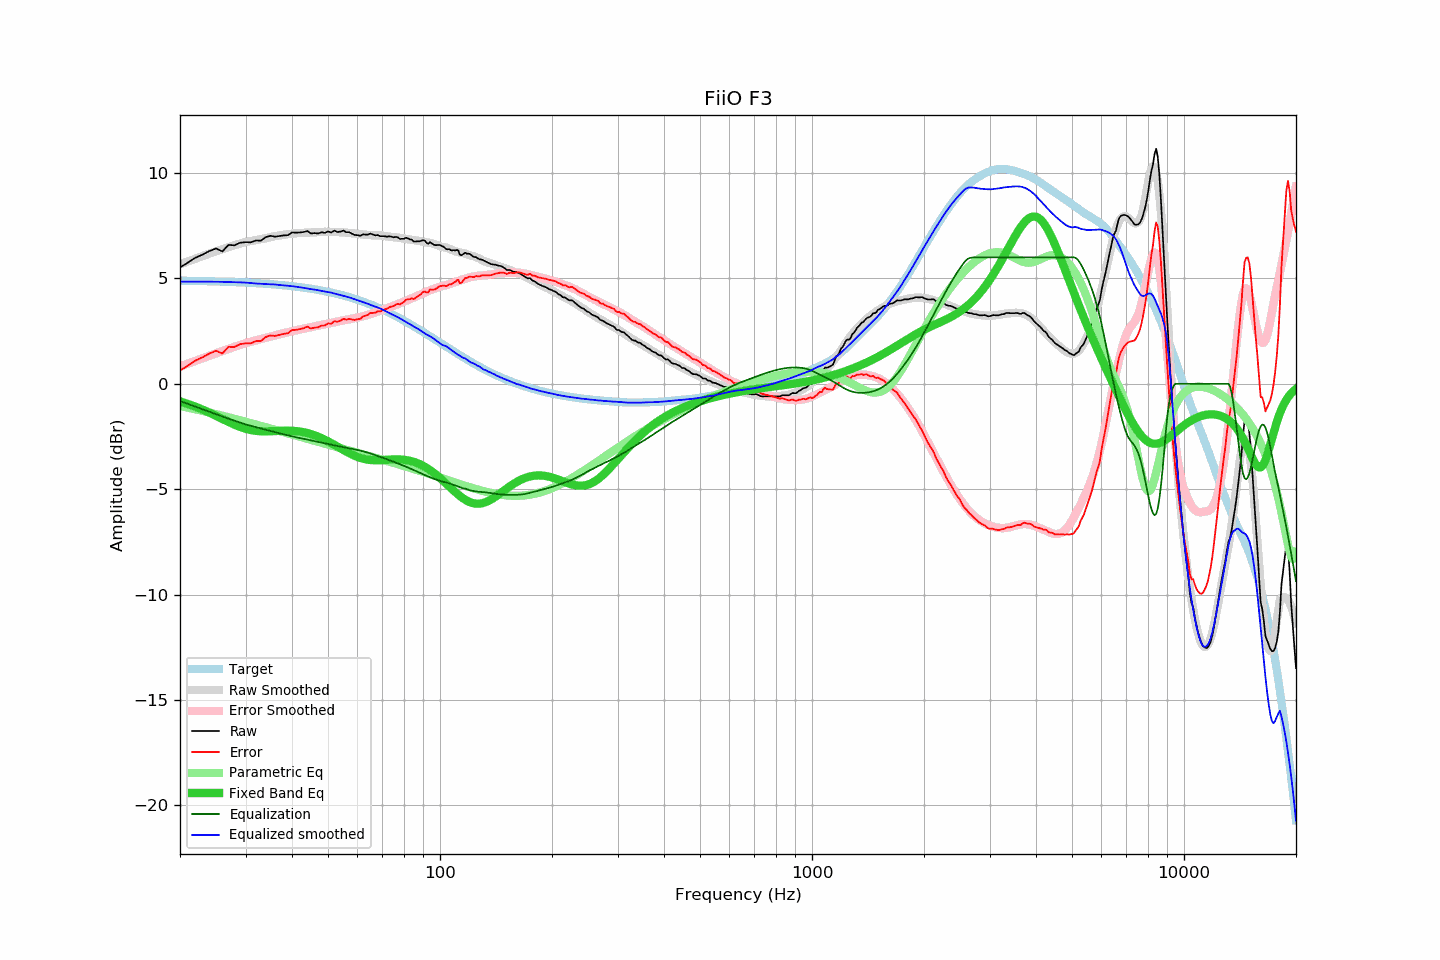 FiiO F3
10
5
0
−5
−10
−15
−20
Amplitude (dBr)
Target
Raw Smoothed
Error Smoothed
Raw
Error
Parametric Eq
Fixed Band Eq
Equalization
Equalized smoothed
100
1000
10000
Frequency (Hz)